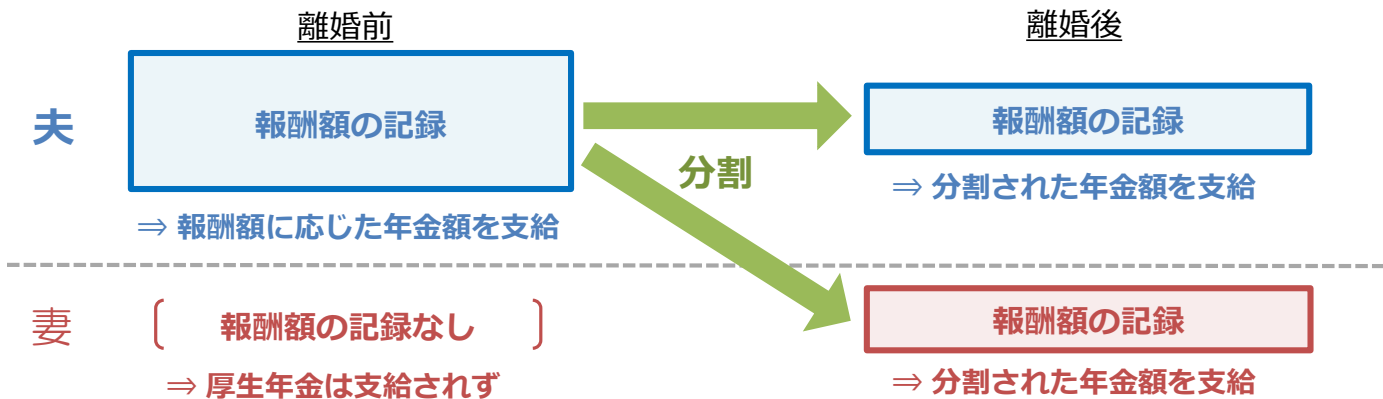 離婚前
離婚後
夫
報酬額の記録
分割
報酬額の記録
⇒ 報酬額に応じた年金額を支給
⇒ 分割された年金額を支給
妻
報酬額の記録なし
報酬額の記録
⇒ 厚生年金は支給されず
⇒ 分割された年金額を支給